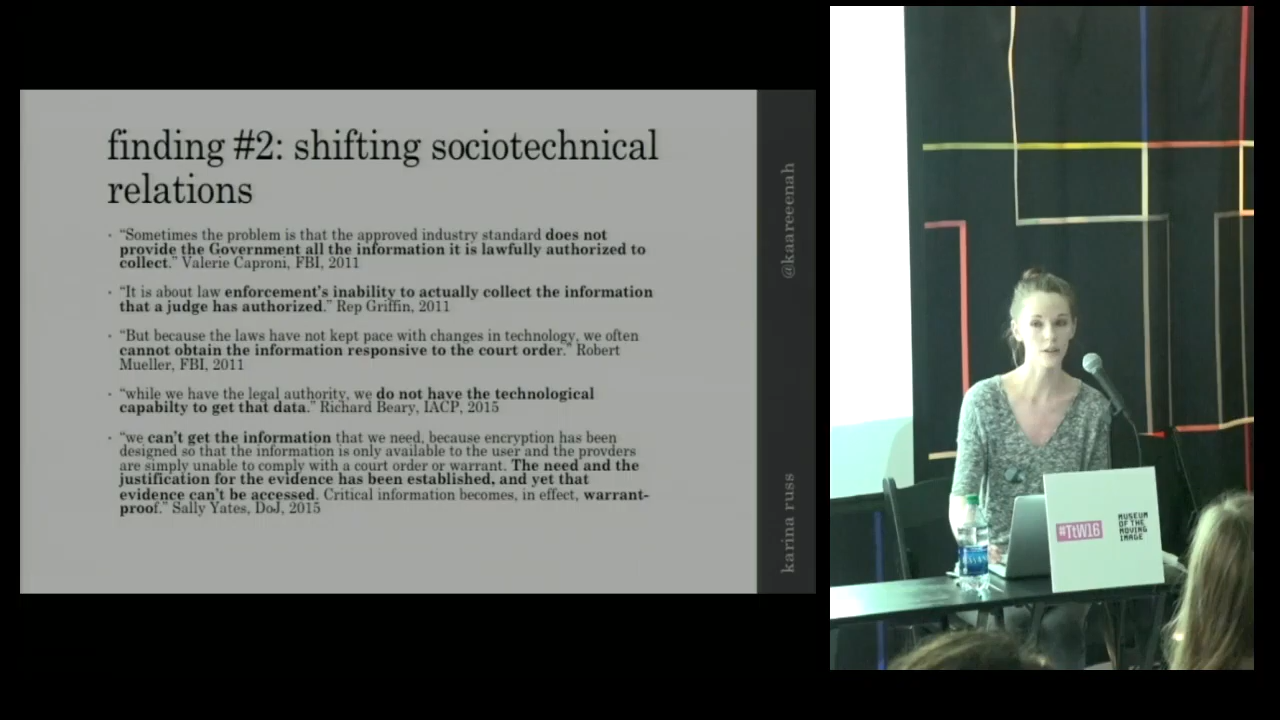 finding #2: shifting sociotechnical
relations
· “Sometimes the problem is that the approved industry standard does not
provide the Government all the information it is lawfully authorized to
collect.” Valerie Caproni, FBI, 2011
· “It is about law enforcement’s inability to actually collect the information
that a judge has authorized.” Rep Griffin, 2011
· “But because the laws have not kept pace with changes in technology, we often
cannot obtain the information responsive to the court order.” Robert
Mueller, FBI, 2011
· “while we have the legal authority, we do not have the technological
capabilty to get that data.” Richard Beary, IACP, 2015
· “we can’t get the information that we need, because encryption has been
designed so that the information is only available to the user and the provders
are simply unable to comply with a court order or warrant. The need and the
justification for the evidence has been established, and yet that
evidence can’t be accessed. Critical information becomes, in effect, warrant-
proof.” Sally Yates, DoJ, 2015
@kaareeenah
karina russ
#TtW16
MUSEUM
OF THE
MOVING
IMAGE